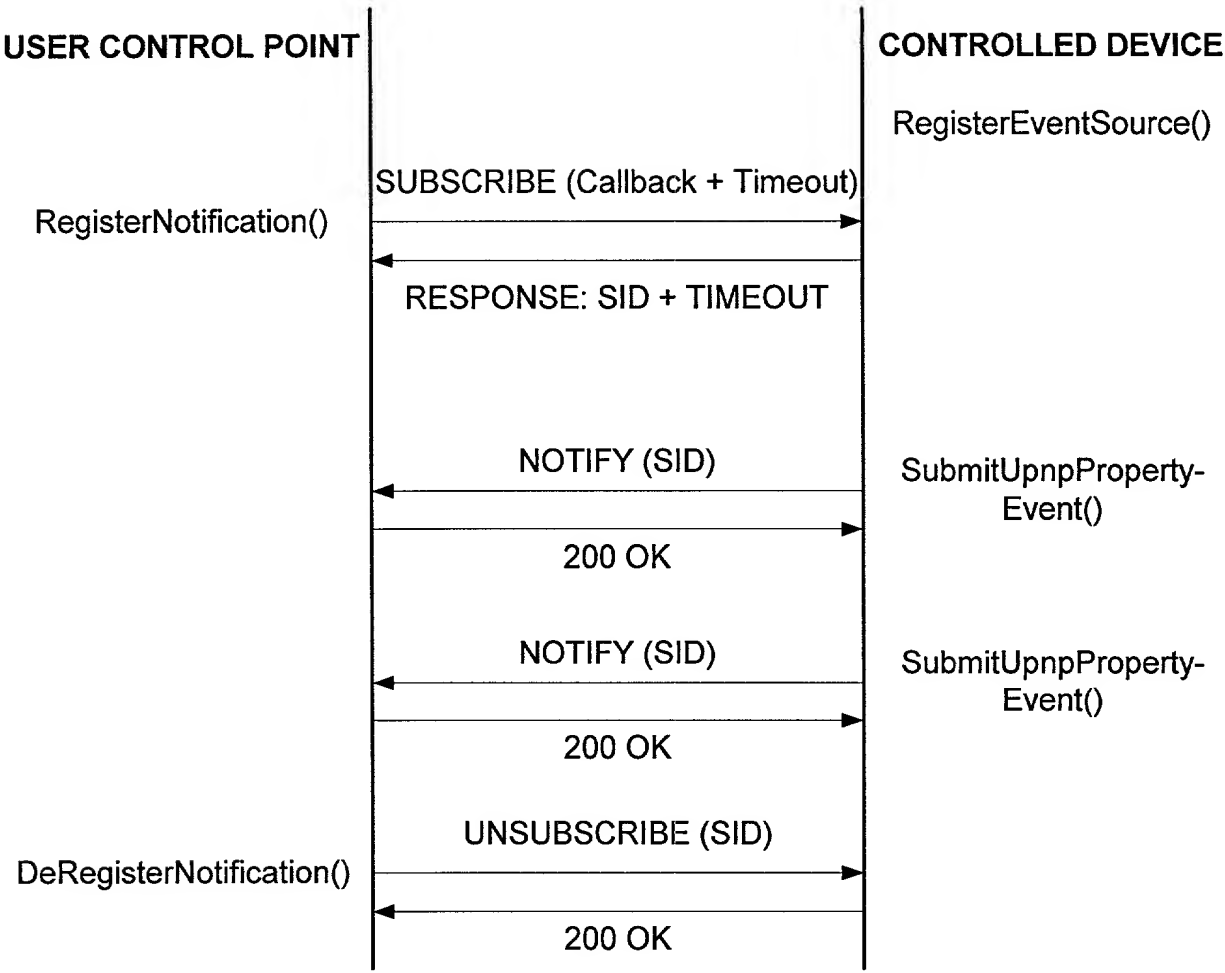 USER CONTROL POINT
CONTROLLED DEVICE
RegisterEventSource()
SUBSCRIBE (Callback + Timeout)
RegisterNotification()
RESPONSE: SID + TIMEOUT
NOTIFY (SID)
SubmitUpnpProperty-
Event()
200 OK
NOTIFY (SID)
SubmitUpnpProperty-
Event()
200 OK
UNSUBSCRIBE (SID)
DeRegisterNotification()
200 OK